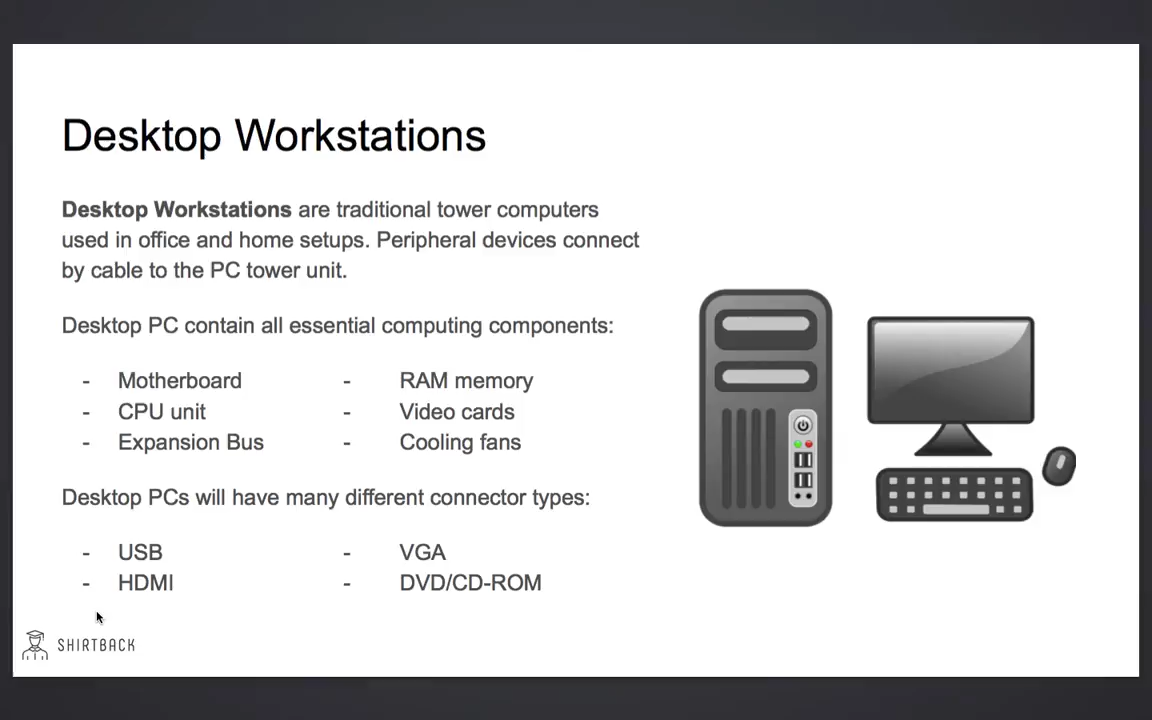 Desktop Workstations
Desktop Workstations are traditional tower computers
used in office and home setups. Peripheral devices connect
by cable to the PC tower unit.
Desktop PC contain all essential computing components:
- Motherboard - RAM memory
- CPU unit - Video cards
- Expansion Bus - Cooling fans
Desktop PCs will have many different connector types:
- USB - VGA
- HDMI - DVD/CD-ROM
SHIRTBACK